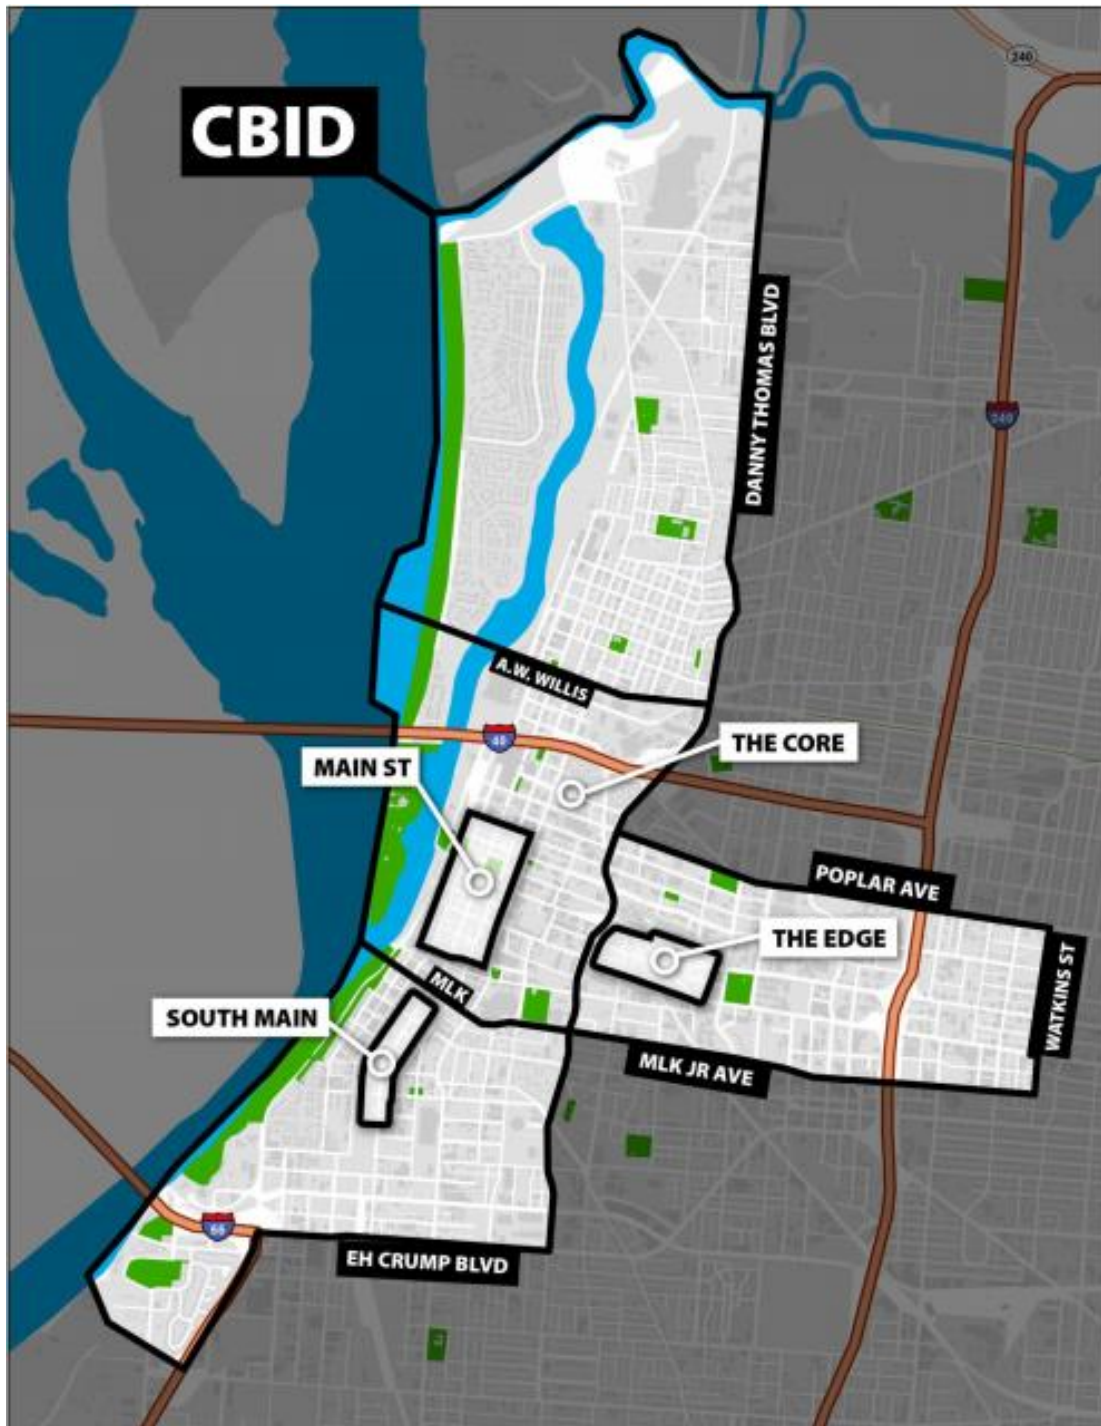 240
CBID
DANNY THOMAS BLVD
240
A.W. WILLIS
40
THE CORE
MAIN ST
POPLAR AVE
THE EDGE
WATKINS ST
MLK
SOUTH MAIN
MLK JR AVE
EH CRUMP BLVD